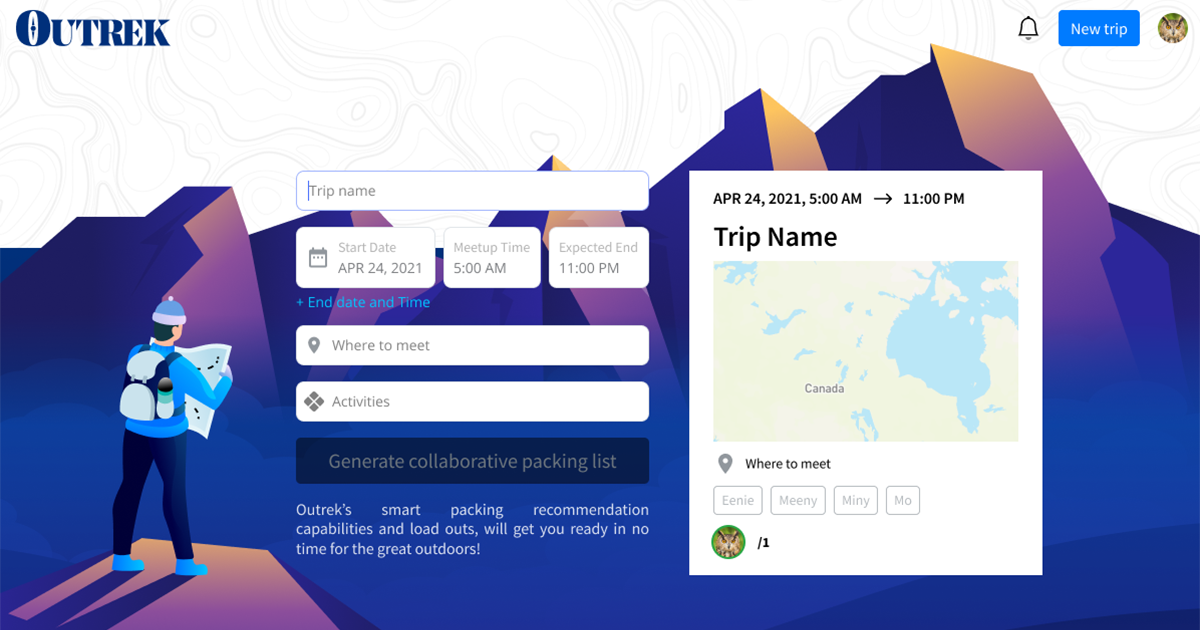 OUTREK
New trip
Trip name
Start Date
APR 24, 2021
Meetup Time
5:00 AM
Expected End
11:00 PM
+ End date and Time
Where to meet
Activities
Generate collaborative packing list
Outrek’s smart packing recommendation
capabilities and load outs, will get you ready in no
time for the great outdoors!
APR 24, 2021, 5:00 AM → 11:00 PM
Trip Name
Canada
Where to meet
Eenie Meeny Miny Mo
/1